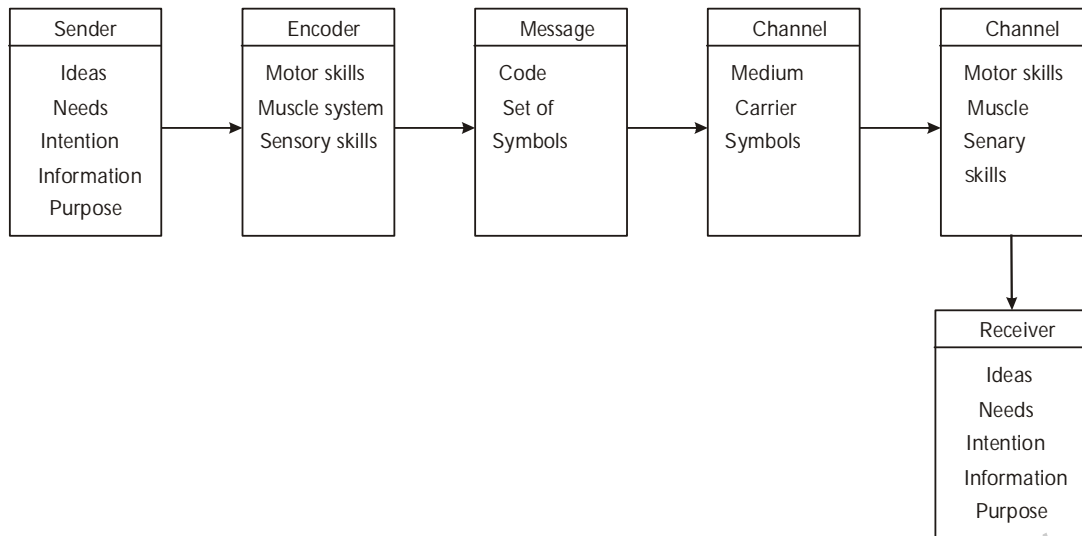 Sender
Ideas
Needs
Intention
Information
Purpose
Encoder
Motor skills
Muscle system
Sensory skills
Message
Code
Set of
Symbols
Channel
Medium
Carrier
Symbols
Channel
Motor skills
Muscle
Senary
skills
Receiver
Ideas
Needs
Intention
Information
Purpose